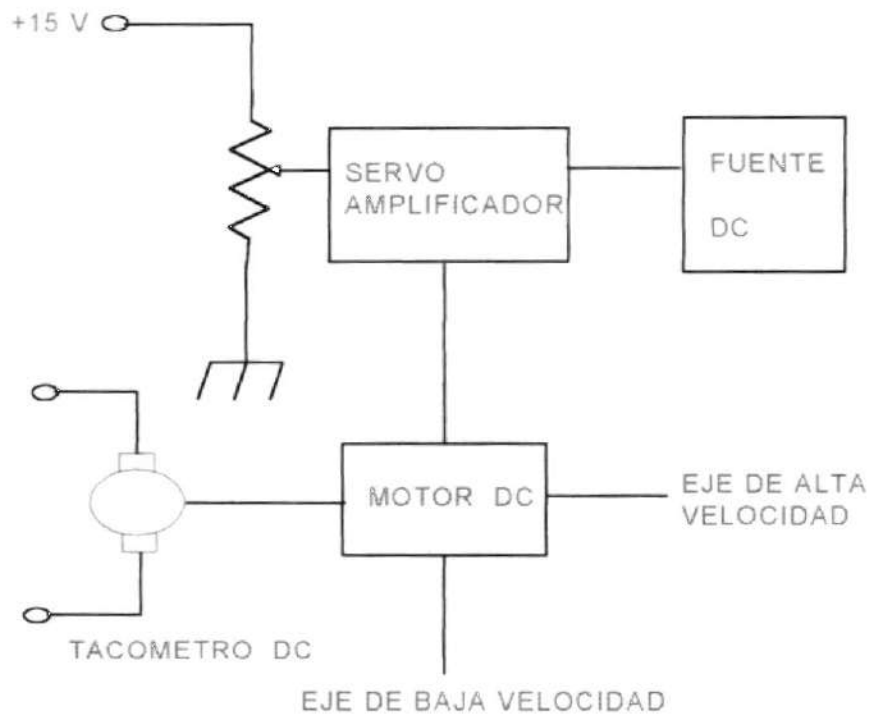 +15 V
SERVO
AMPLIFICADOR
FUENTE
DC
MOTOR DC
EJE DE ALTA
VELOCIDAD
TACOMETRO DC
EJE DE BAJA VELOCIDAD